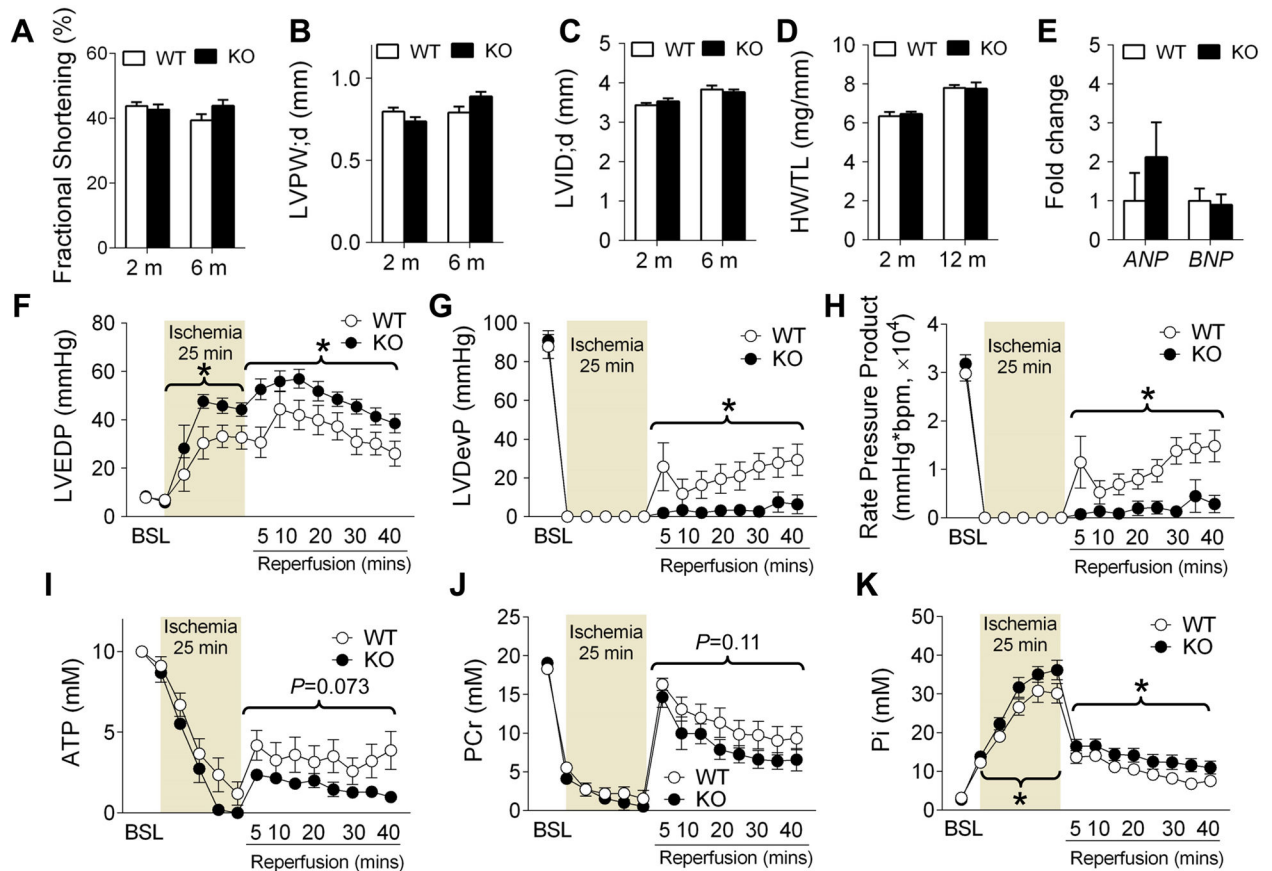 A
Fractional Shortening (%)
WT KO
60
40
20
0
2 m 6 m
B
LVPW;d (mm)
WT KO
1.0
0.5
0.0
2 m 6 m
C
LVID;d (mm)
WT KO
5
4
3
2
1
0
2 m 6 m
D
HW/TL (mg/mm)
WT KO
10
8
6
4
2
0
2 m 12 m
E
Fold change
WT KO
5
4
3
2
1
0
ANP BNP
F
LVEDP (mmHg)
80
60
40
20
0
Ischemia
25 min
WT
KO
*
*
BSL
5 10 20 30 40
Reperfusion (mins)
G
LVDevP (mmHg)
100
80
60
40
20
0
Ischemia
25 min
WT
KO
*
BSL
5 10 20 30 40
Reperfusion (mins)
H
Rate Pressure Product
(mmHg*bpm, ×10⁴)
4
3
2
1
0
Ischemia
25 min
WT
KO
*
BSL
5 10 20 30 40
Reperfusion (mins)
I
ATP (mM)
10
5
0
Ischemia
25 min
WT
KO
P=0.073
BSL
5 10 20 30 40
Reperfusion (mins)
J
PCr (mM)
25
20
15
10
5
0
Ischemia
25 min
P=0.11
WT
KO
BSL
5 10 20 30 40
Reperfusion (mins)
K
Pi (mM)
50
40
30
20
10
0
Ischemia
25 min
WT
KO
*
*
BSL
5 10 20 30 40
Reperfusion (mins)